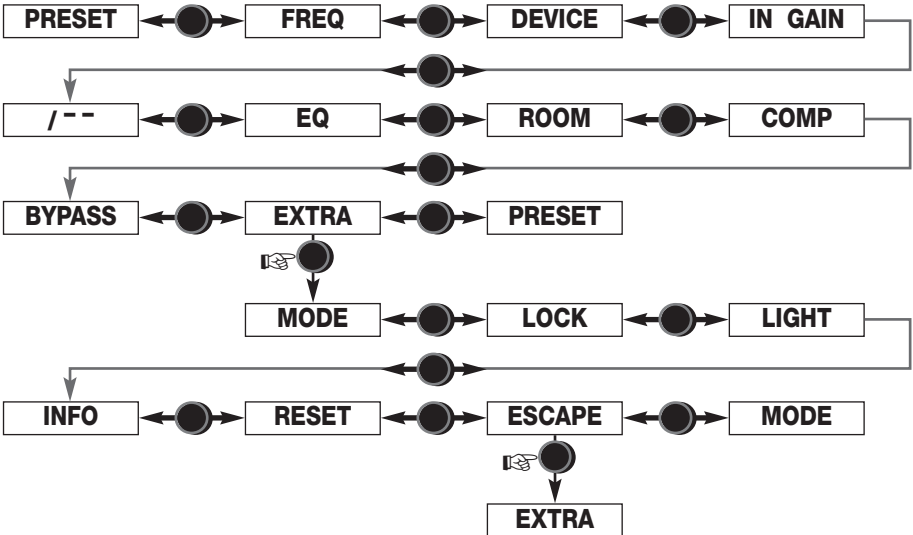 PRESET FREQ DEVICE IN GAIN
/ -- EQ ROOM COMP
BYPASS EXTRA PRESET
MODE LOCK LIGHT
INFO RESET ESCAPE MODE
EXTRA